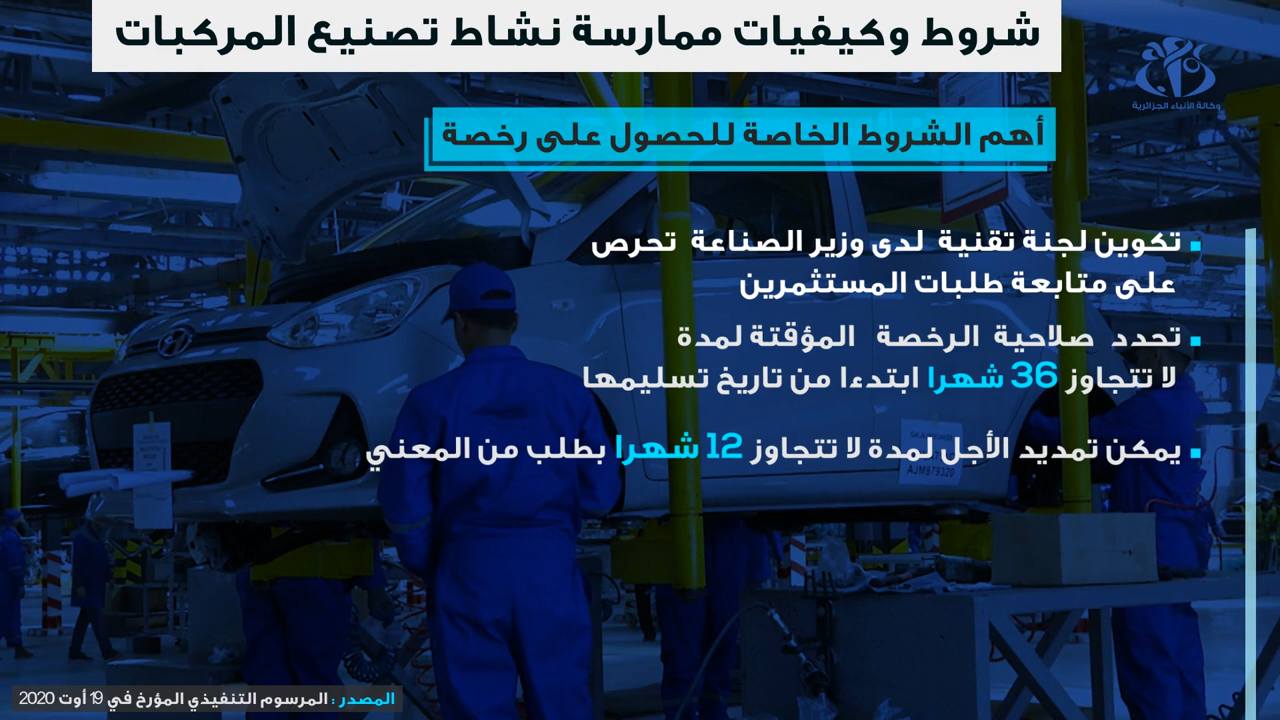 شروط وكيفيات ممارسة نشاط تصنيع المركبات
وكالة الأنباء الجزائرية
أهم الشروط الخاصة للحصول على رخصة
تكوين لجنة تقنية لدى وزير الصناعة تحرص
على متابعة طلبات المستثمرين
تحدد صلاحية الرخصة المؤقتة لمدة
لا تتجاوز 36 شهرا ابتدءا من تاريخ تسليمها
يمكن تمديد الأجل لمدة لا تتجاوز 12 شهرا بطلب من المعني
AJM879320
المصدر : المرسوم التنفيذي المؤرخ في 19 أوت 2020